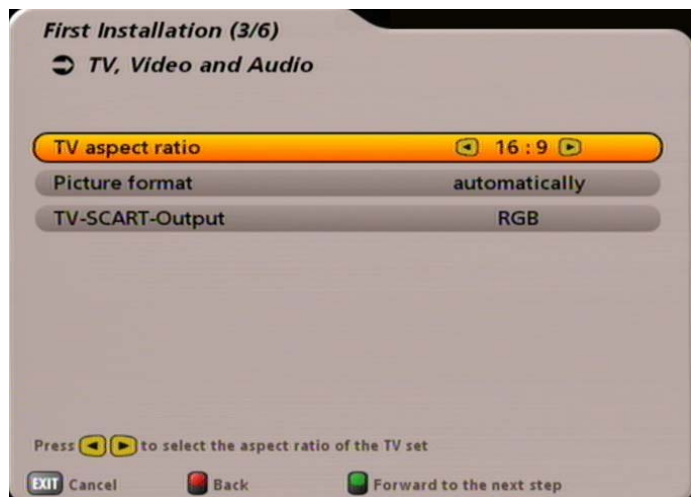 First Installation (3/6)
TV, Video and Audio
TV aspect ratio 16 : 9
Picture format automatically
TV-SCART-Output RGB
Press to select the aspect ratio of the TV set
EXIT Cancel Back Forward to the next step